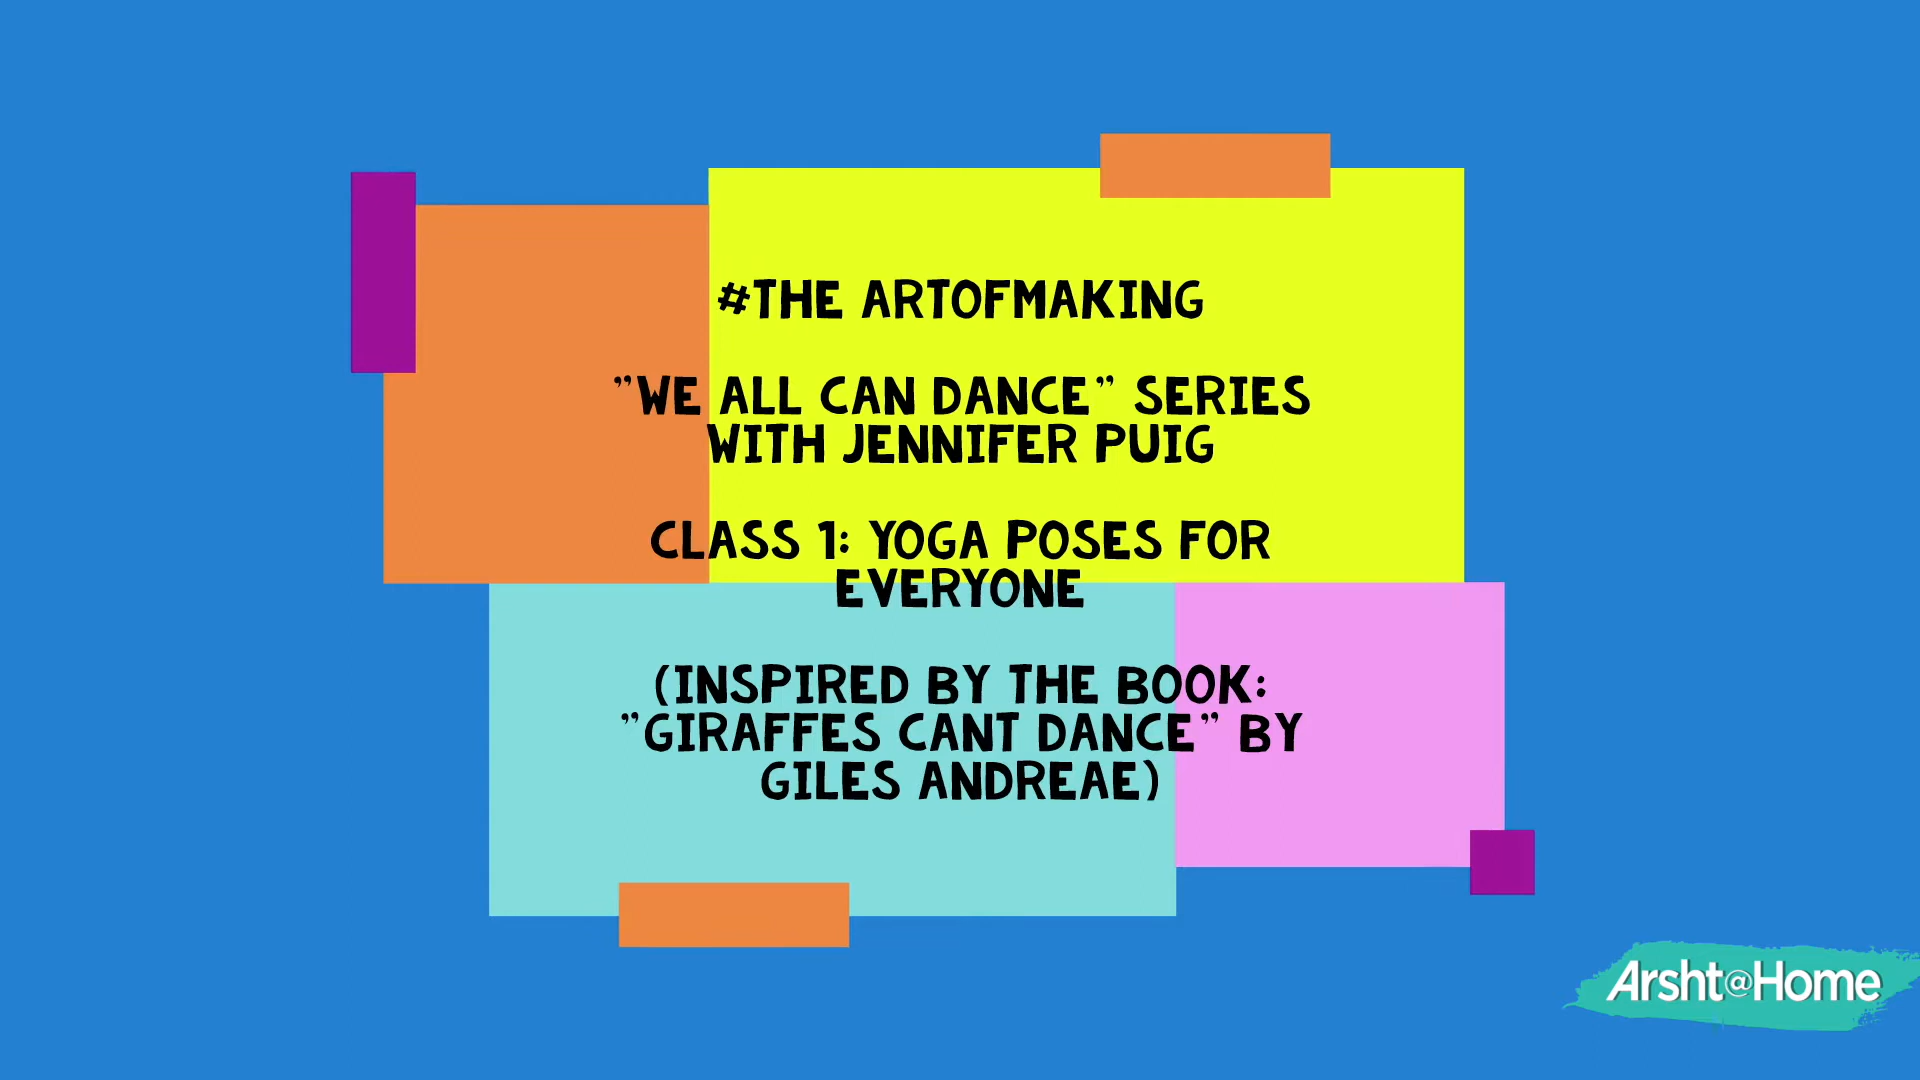 #THE ARTOFMAKING
"WE ALL CAN DANCE" SERIES
WITH JENNIFER PUIG
CLASS 1: YOGA POSES FOR
EVERYONE
(INSPIRED BY THE BOOK:
"GIRAFFES CANT DANCE" BY
GILES ANDREAE)
Arsht@Home